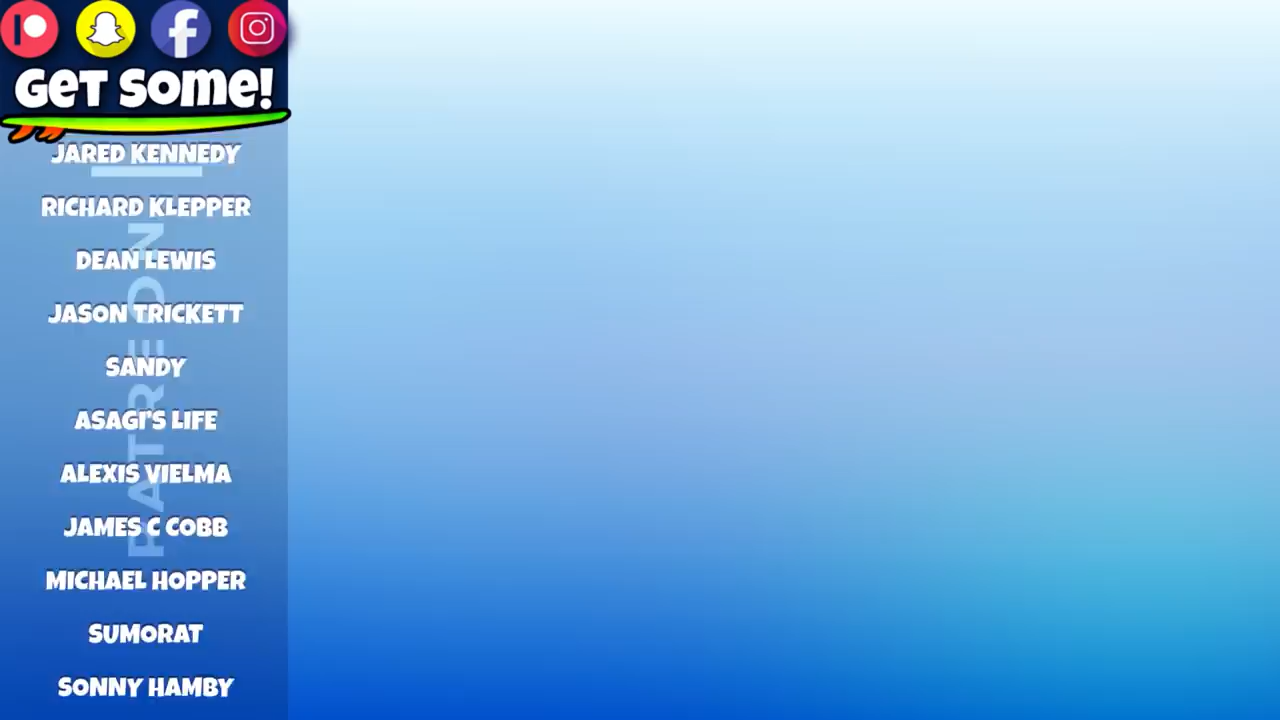 GET SOME!
JARED KENNEDY
RICHARD KLEPPER
DEAN LEWIS
JASON TRICKETT
SANDY
ASAGI'S LIFE
ALEXIS VIELMA
JAMES C COBB
MICHAEL HOPPER
SUMORAT
SONNY HAMBY
PATREON